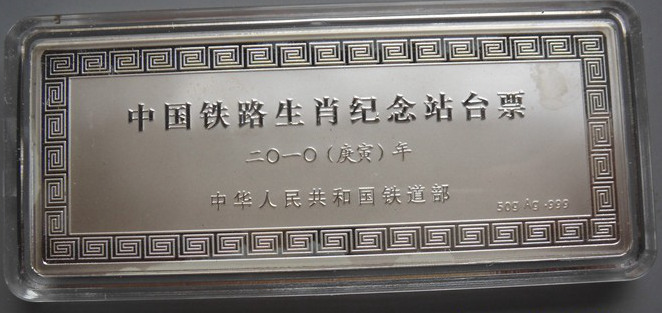 中国铁路生肖纪念站台票
二〇一〇（庚寅）年
中华人民共和国铁道部
50g Ag .999